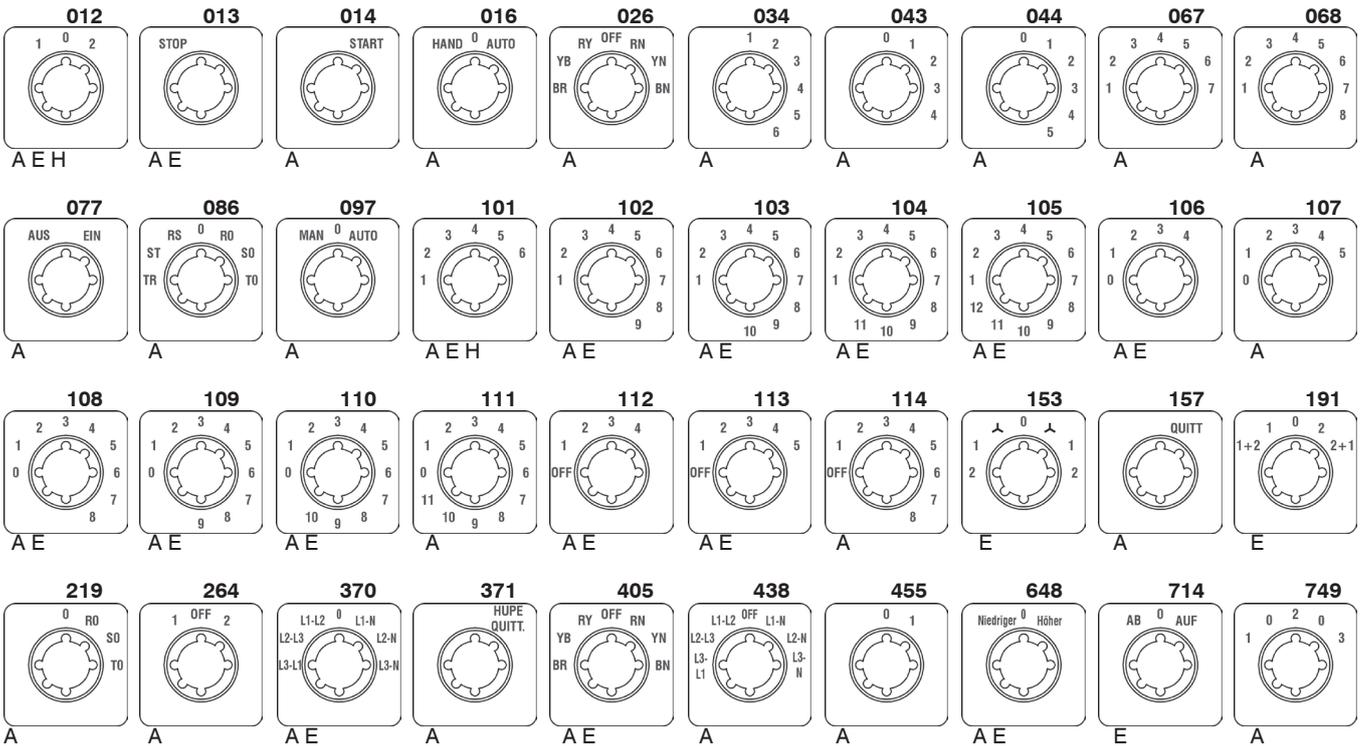 012
1 0 2
A E H
013
STOP
A E
014
START
A
016
HAND 0 AUTO
A
026
RY OFF RN
YB YN
BR BN
A
034
1 2
3
4
5
6
A
043
0 1
2
3
4
A
044
0 1
2
3
4
5
A
067
3 4 5
2 6
1 7
A
068
3 4 5
2 6
1 7
8
A
077
AUS EIN
A
086
RS 0 R0
ST S0
TR T0
A
097
MAN 0 AUTO
A
101
3 4 5
2 6
1
A E H
102
3 4 5
2 6
1 7
8
9
A E
103
3 4 5
2 6
1 7
8
10 9
A E
104
3 4 5
2 6
1 7
8
11 10 9
A E
105
3 4 5
2 6
1 7
12 8
11 10 9
A E
106
2 3 4
1
0
A E
107
2 3 4
1 5
0
A
108
2 3 4
1 5
0 6
7
8
A E
109
2 3 4
1 5
0 6
7
9 8
A E
110
2 3 4
1 5
0 6
7
10 9 8
A E
111
2 3 4
1 5
0 6
11 7
10 9 8
A
112
2 3 4
1
OFF
A E
113
2 3 4
1 5
OFF
A E
114
2 3 4
1 5
OFF 6
7
8
A
153
0
1 1
2 2
E
157
QUITT
A
191
1 0 2
1+2 2+1
E
219
0 R0
S0
T0
A
264
1 OFF 2
A
370
L1-L2 0 L1-N
L2-L3 L2-N
L3-L1 L3-N
A E
371
HUPE
QUITT.
A
405
RY OFF RN
YB YN
BR BN
A E
438
L1-L2 OFF L1-N
L2-L3 L2-N
L3- L3-
L1 N
A
455
0 1
A
648
Niedriger 0 Höher
A E
714
AB 0 AUF
E
749
0 2 0
1 3
A